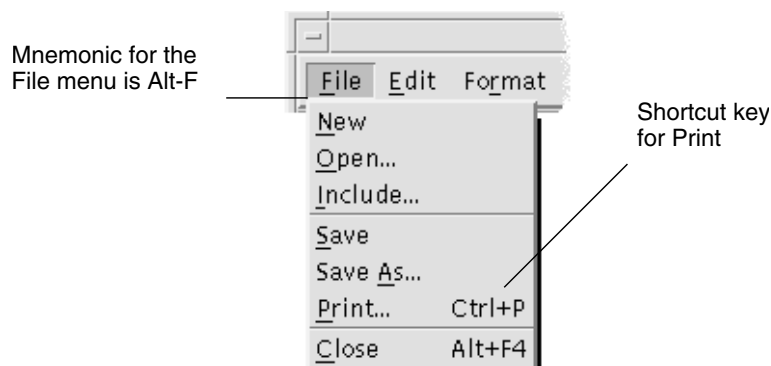 Mnemonic for the
File menu is Alt-F
File Edit Format
New
Open...
Include...
Save
Save As...
Print... Ctrl+P
Close Alt+F4
Shortcut key
for Print